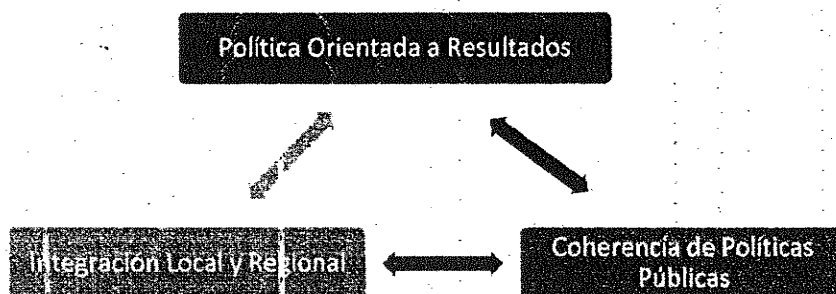 Política Orientada a Resultados
Integración Local y Regional
Coherencia de Políticas
Públicas